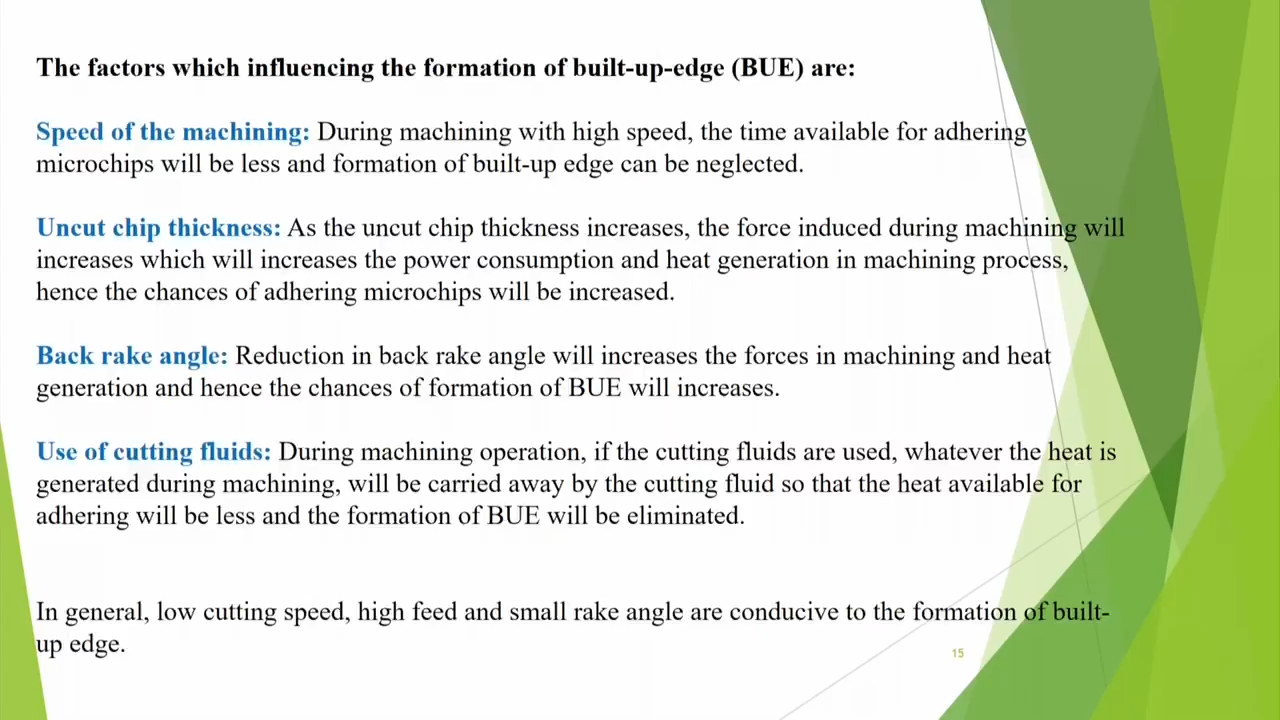 The factors which influencing the formation of built-up-edge (BUE) are:
Speed of the machining: During machining with high speed, the time available for adhering
microchips will be less and formation of built-up edge can be neglected.
Uncut chip thickness: As the uncut chip thickness increases, the force induced during machining will
increases which will increases the power consumption and heat generation in machining process,
hence the chances of adhering microchips will be increased.
Back rake angle: Reduction in back rake angle will increases the forces in machining and heat
generation and hence the chances of formation of BUE will increases.
Use of cutting fluids: During machining operation, if the cutting fluids are used, whatever the heat is
generated during machining, will be carried away by the cutting fluid so that the heat available for
adhering will be less and the formation of BUE will be eliminated.
In general, low cutting speed, high feed and small rake angle are conducive to the formation of built-
up edge.
15